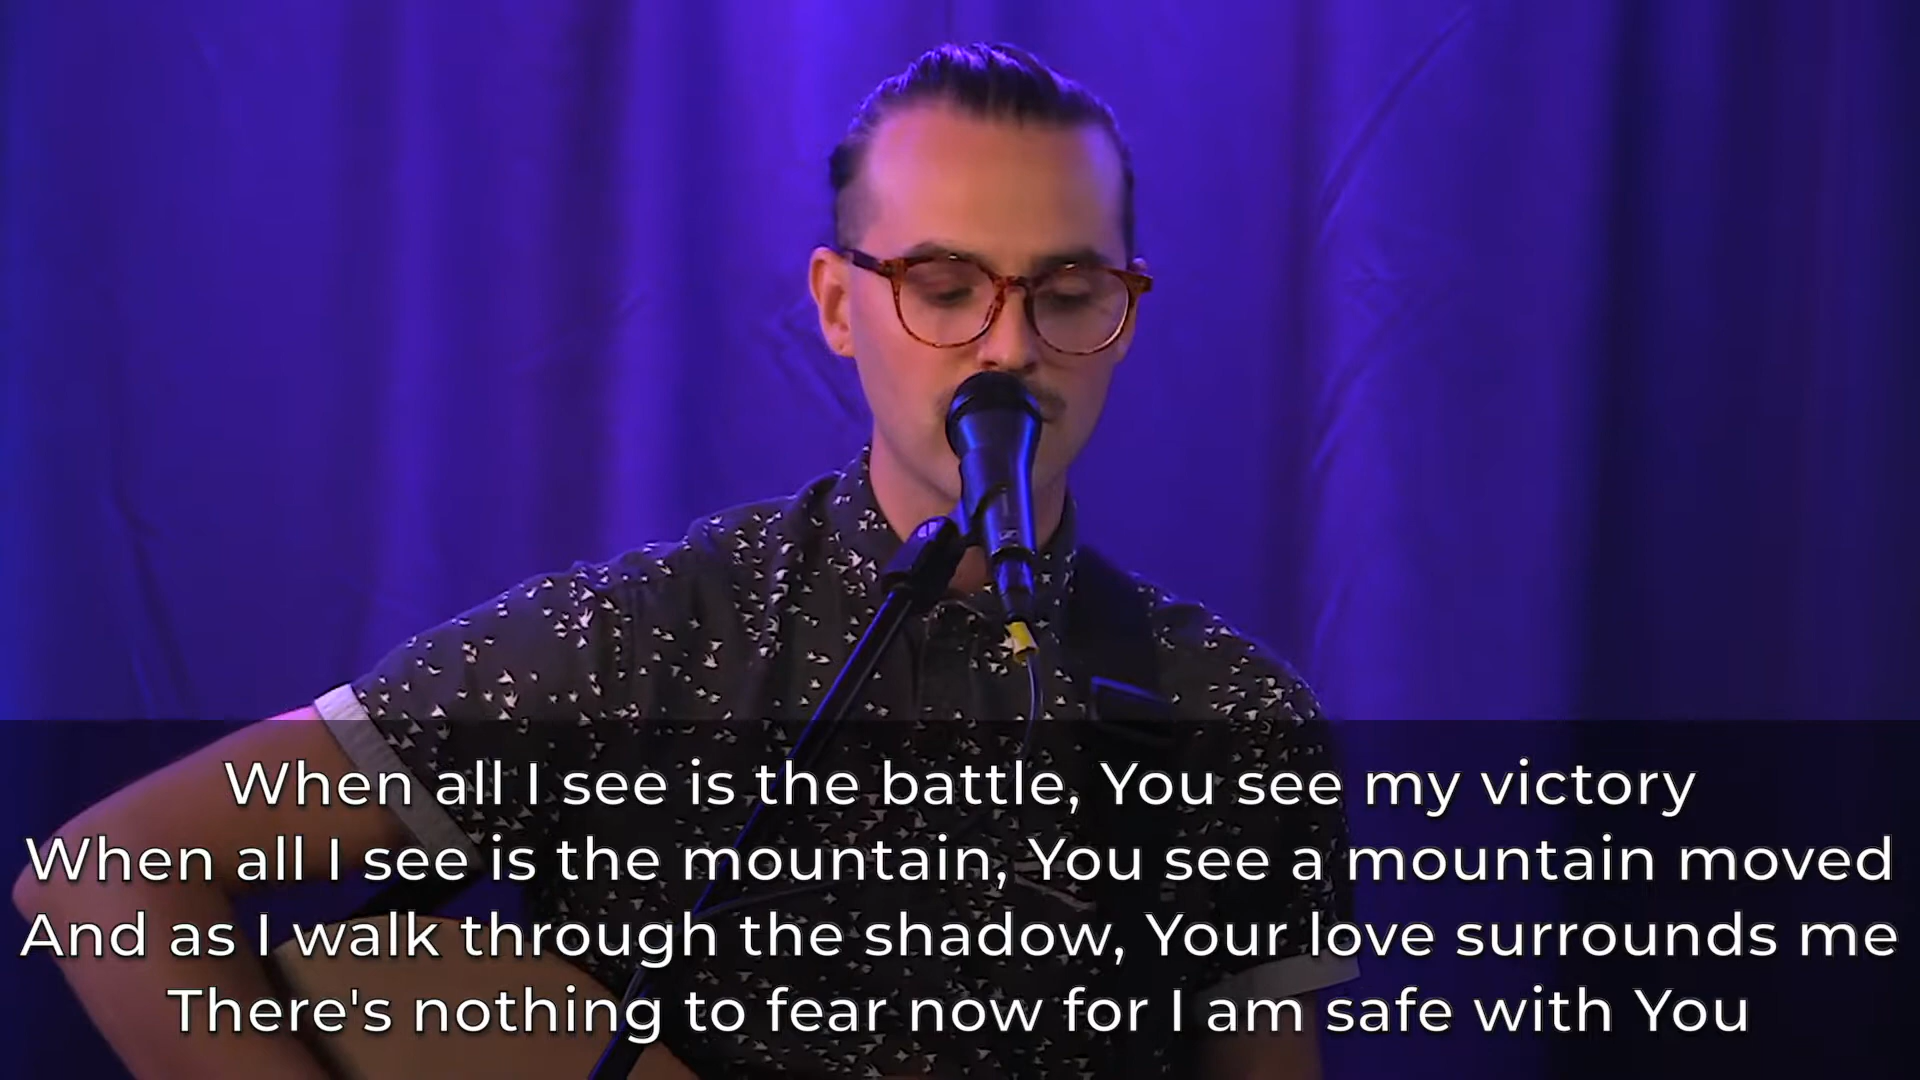 When all I see is the battle, You see my victory
When all I see is the mountain, You see a mountain moved
And as I walk through the shadow, Your love surrounds me
There's nothing to fear now for I am safe with You